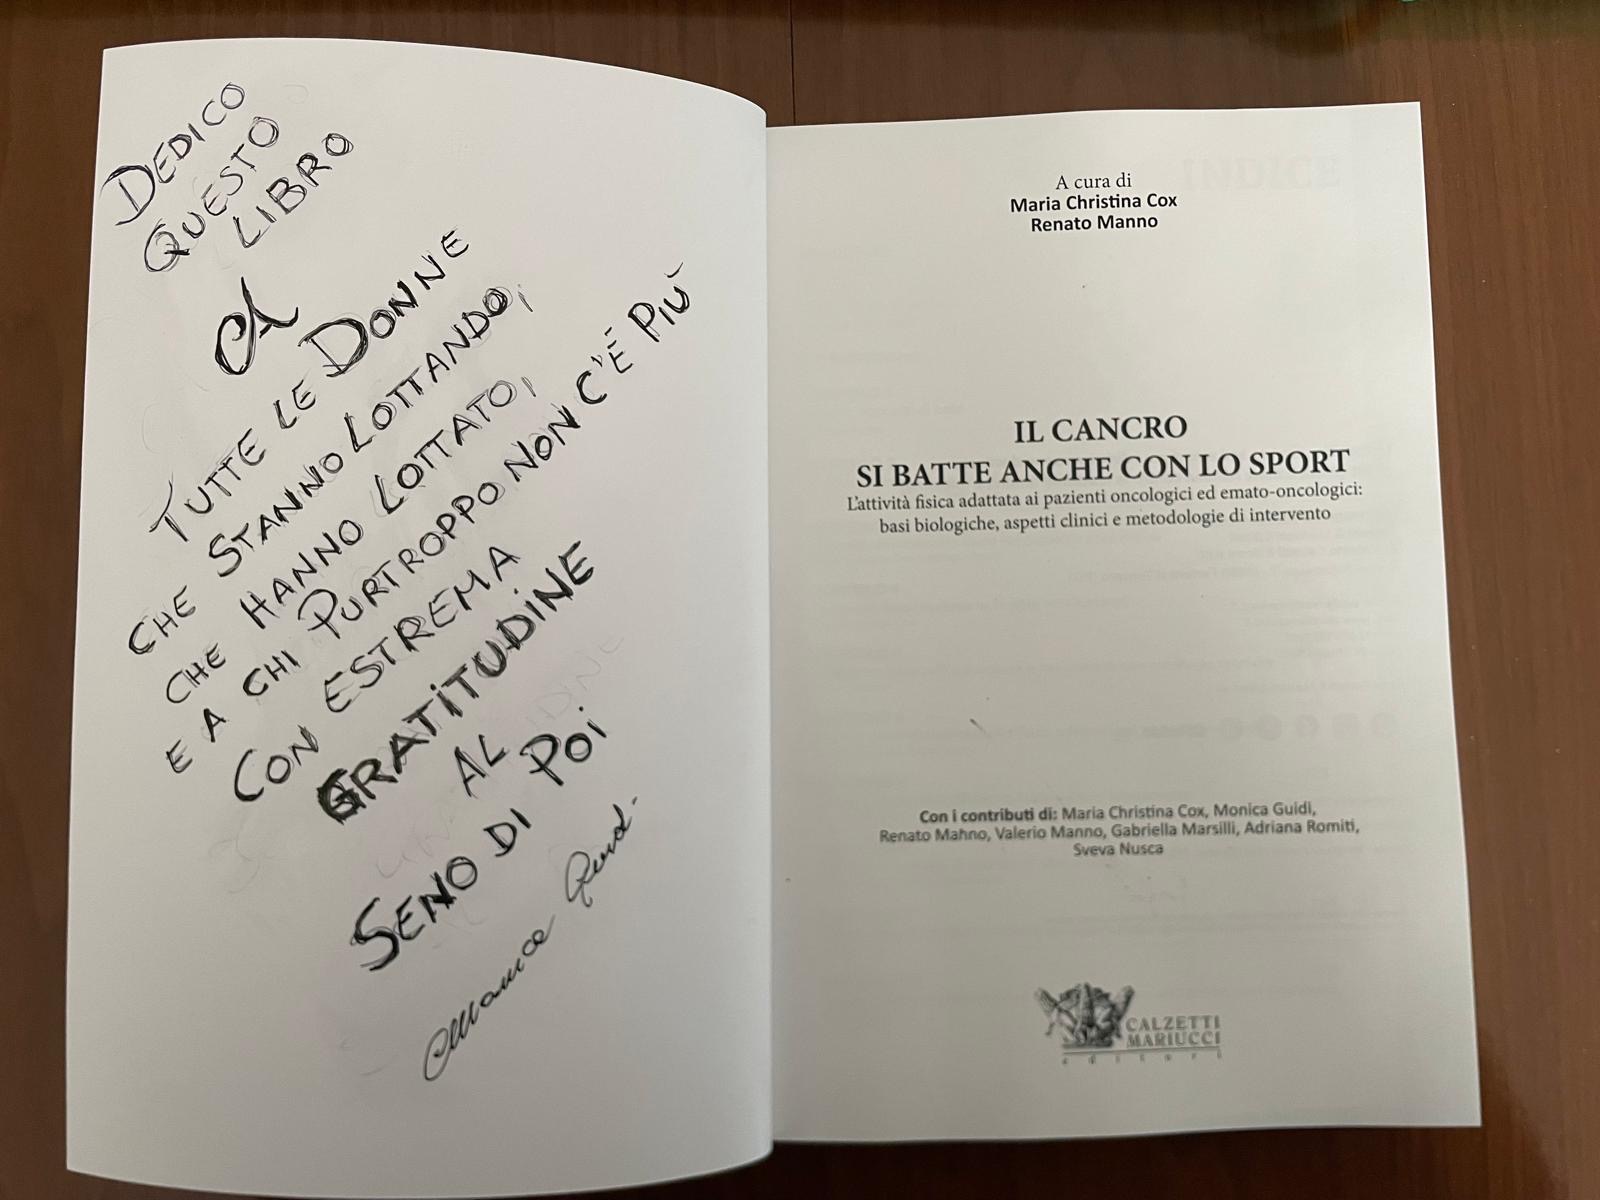 DEDICO
QUESTO
LIBRO
a
TUTTE LE DONNE
CHE STANNO LOTTANDO,
CHE HANNO LOTTATO,
E A CHI PURTROPPO NON C'È PIÙ
CON ESTREMA
GRATITUDINE
AL
SENO DI POI
A cura di
Maria Christina Cox
Renato Manno
IL CANCRO
SI BATTE ANCHE CON LO SPORT
L'attività fisica adattata ai pazienti oncologici ed emato-oncologici:
basi biologiche, aspetti clinici e metodologie di intervento
Con i contributi di: Maria Christina Cox, Monica Guidi,
Renato Manno, Valerio Manno, Gabriella Marsilli, Adriana Romiti,
Sveva Nusca
CALZETTI
MARIUCCI
editori
INDICE